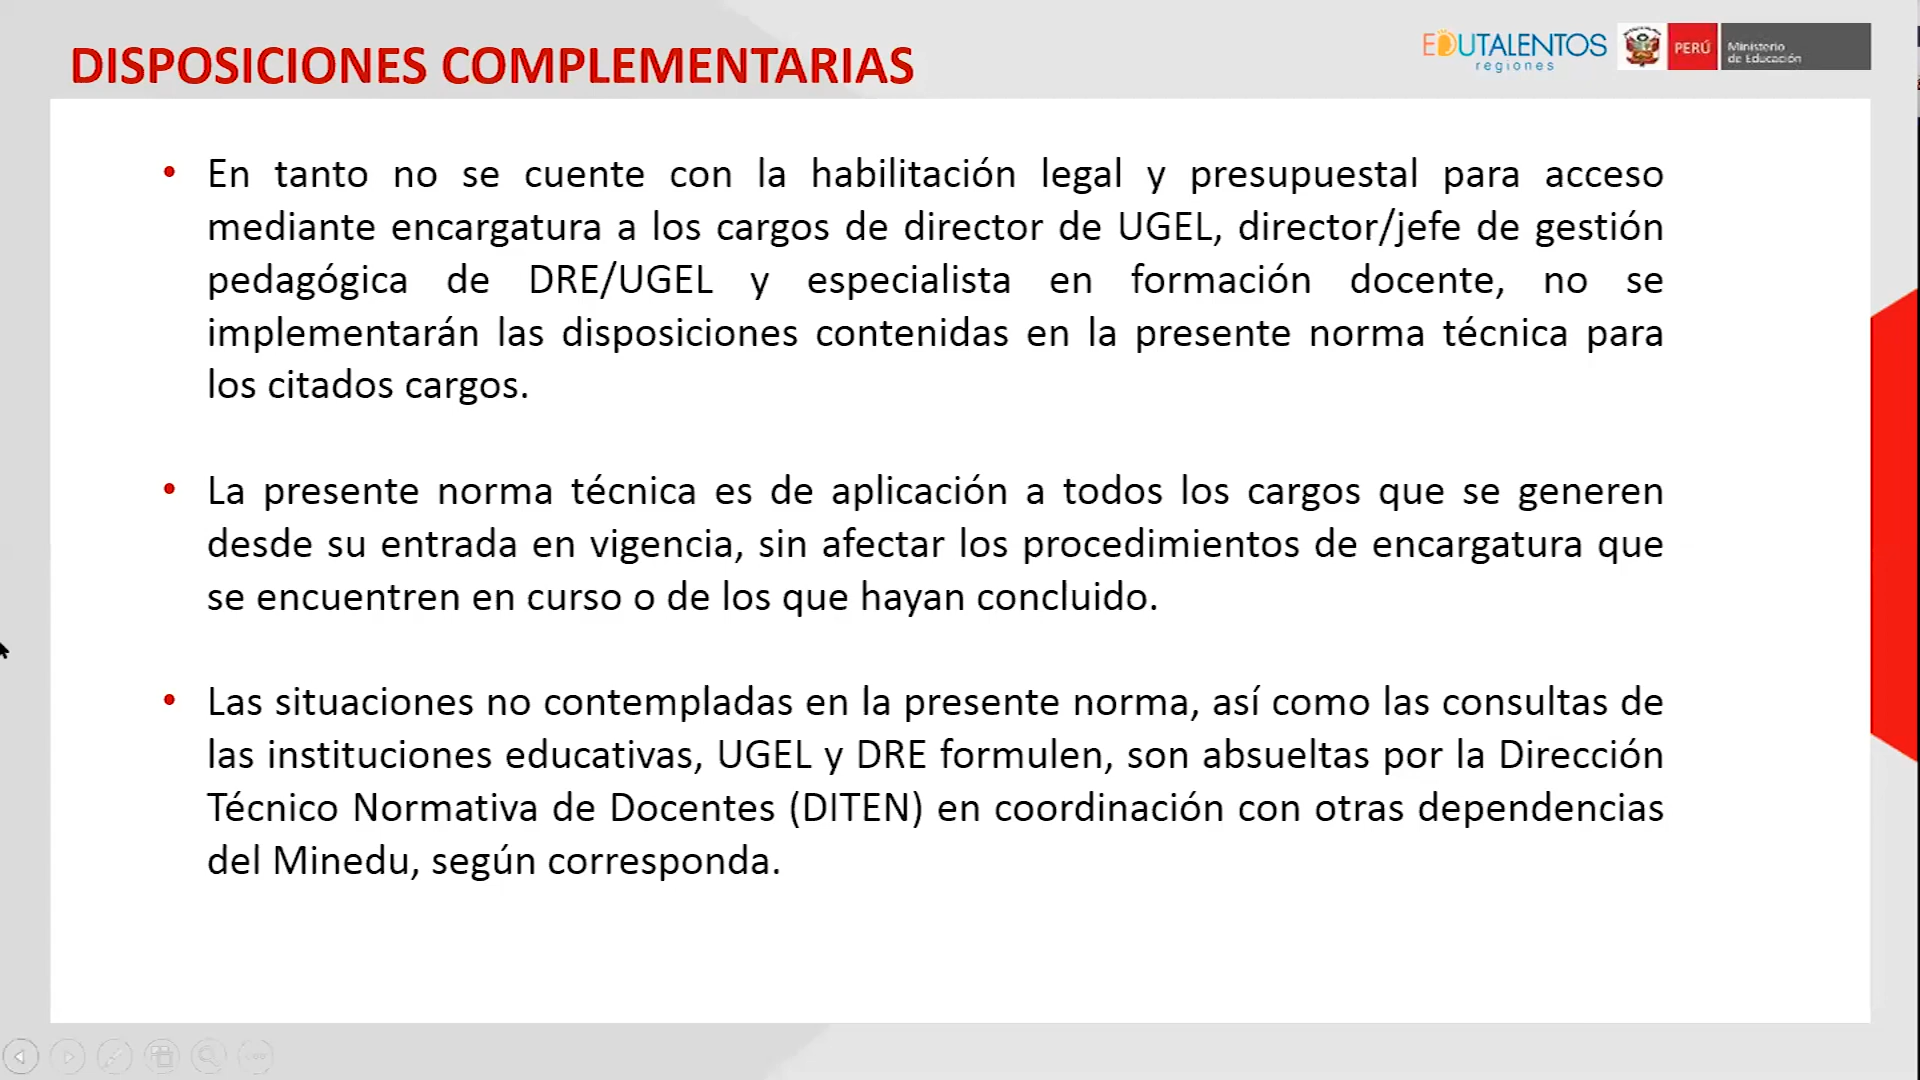 DISPOSICIONES COMPLEMENTARIAS
EDUTALENTOS
regiones
PERÚ
Ministerio
de Educación
• En tanto no se cuente con la habilitación legal y presupuestal para acceso
mediante encargatura a los cargos de director de UGEL, director/jefe de gestión
pedagógica de DRE/UGEL y especialista en formación docente, no se
implementarán las disposiciones contenidas en la presente norma técnica para
los citados cargos.
• La presente norma técnica es de aplicación a todos los cargos que se generen
desde su entrada en vigencia, sin afectar los procedimientos de encargatura que
se encuentren en curso o de los que hayan concluido.
• Las situaciones no contempladas en la presente norma, así como las consultas de
las instituciones educativas, UGEL y DRE formulen, son absueltas por la Dirección
Técnico Normativa de Docentes (DITEN) en coordinación con otras dependencias
del Minedu, según corresponda.